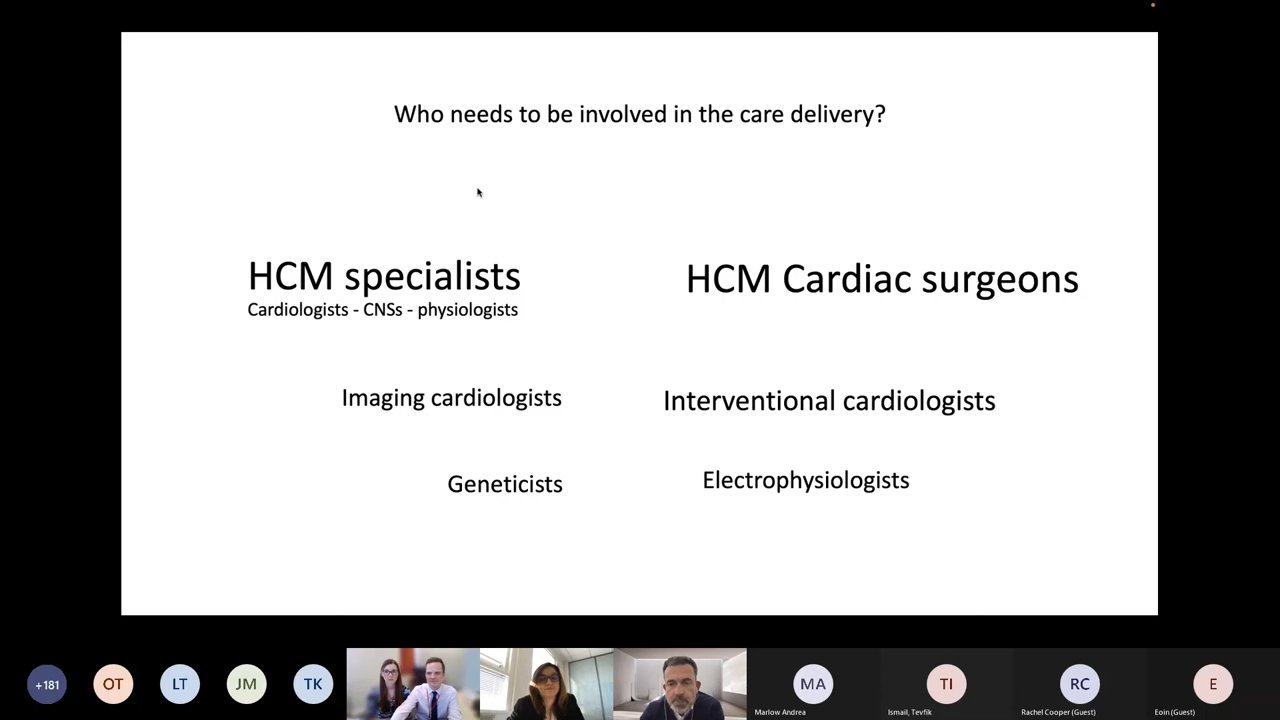 Who needs to be involved in the care delivery?
HCM specialists
Cardiologists - CNSs - physiologists
HCM Cardiac surgeons
Imaging cardiologists
Interventional cardiologists
Geneticists
Electrophysiologists
+181
OT
LT
JM
TK
MA
TI
RC
E
Marlow Andrea
Ismail, Tevfik
Rachel Cooper (Guest)
Eoin (Guest)